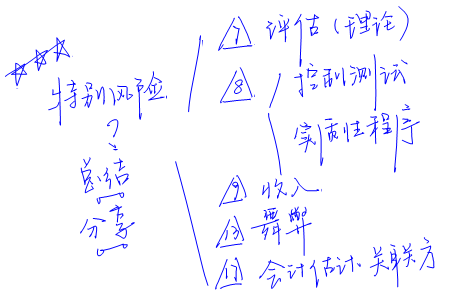 ⑦ 评估(理论)
☆☆☆
特别风险
⑧ 控制测试
实质性程序
?
总结
分享
⑨ 收入
⑩ 舞弊
⑪ 会计估计、关联方